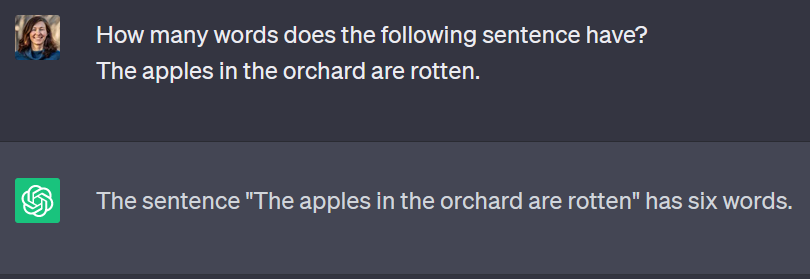 How many words does the following sentence have?
The apples in the orchard are rotten.
The sentence "The apples in the orchard are rotten" has six words.